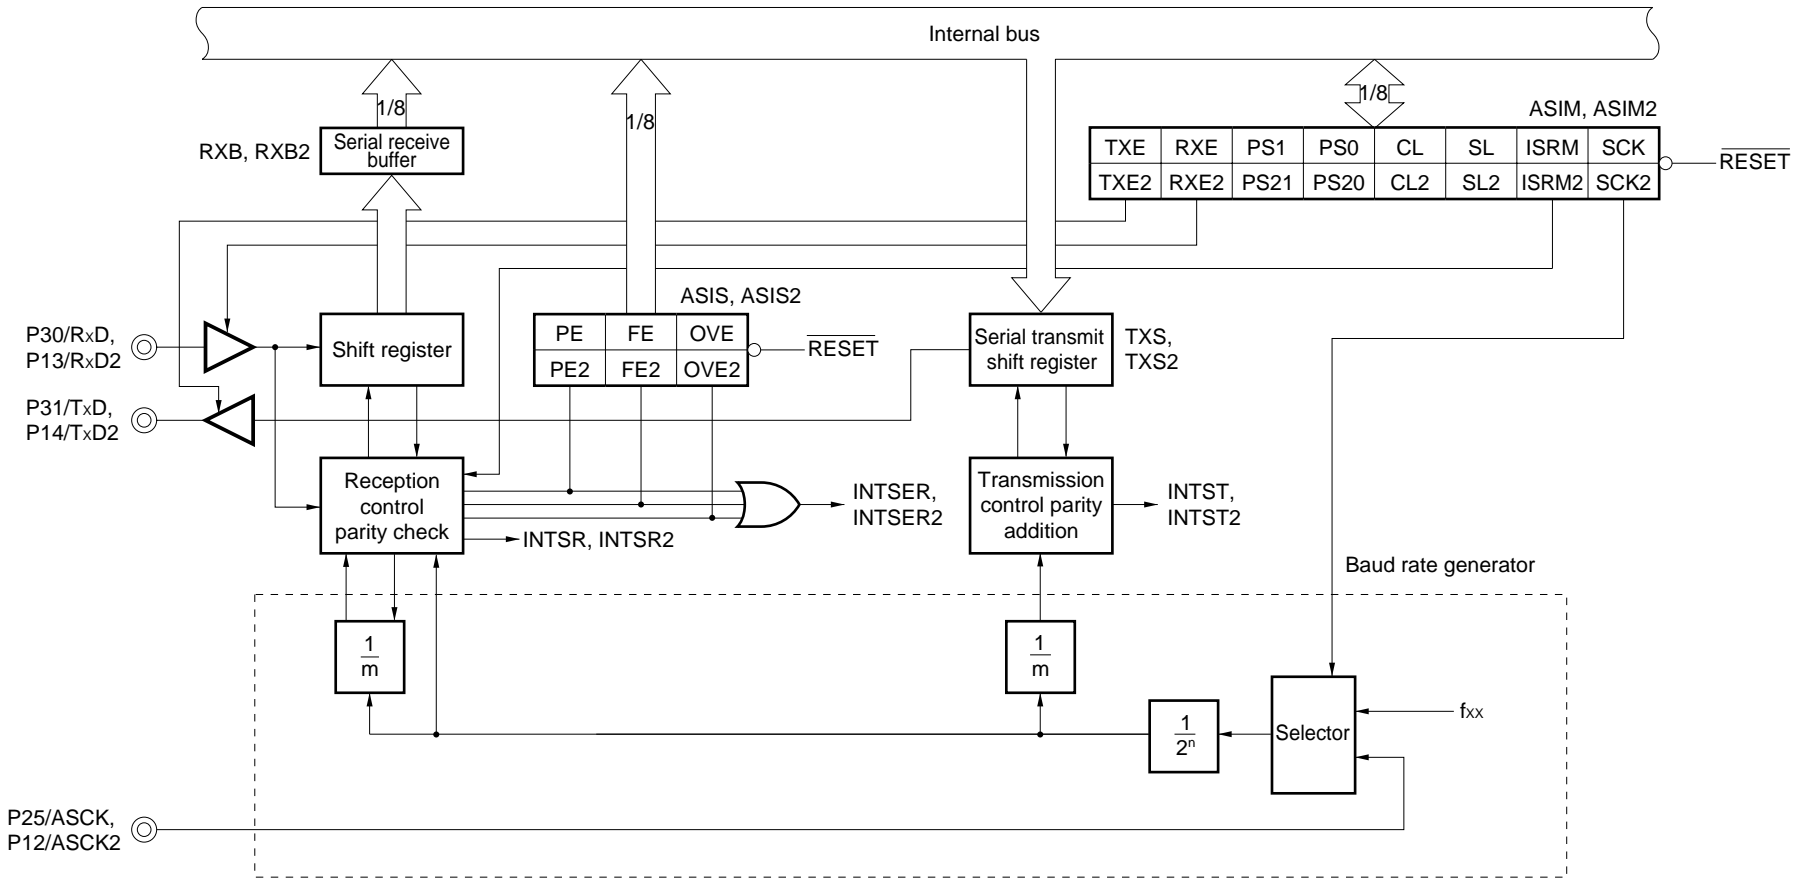 Internal bus
1/8
1/8
1/8
ASIM, ASIM2
RXB, RXB2
Serial receive
buffer
TXE RXE PS1 PS0 CL SL ISRM SCK
TXE2 RXE2 PS21 PS20 CL2 SL2 ISRM2 SCK2
RESET
ASIS, ASIS2
P30/RxD,
P13/RxD2
Shift register
PE FE OVE
PE2 FE2 OVE2
RESET
Serial transmit
shift register
TXS,
TXS2
P31/TxD,
P14/TxD2
Reception
control
parity check
INTSER,
INTSER2
INTSR, INTSR2
Transmission
control parity
addition
INTST,
INTST2
Baud rate generator
1
m
1
m
1
2ⁿ
Selector
fxx
P25/ASCK,
P12/ASCK2